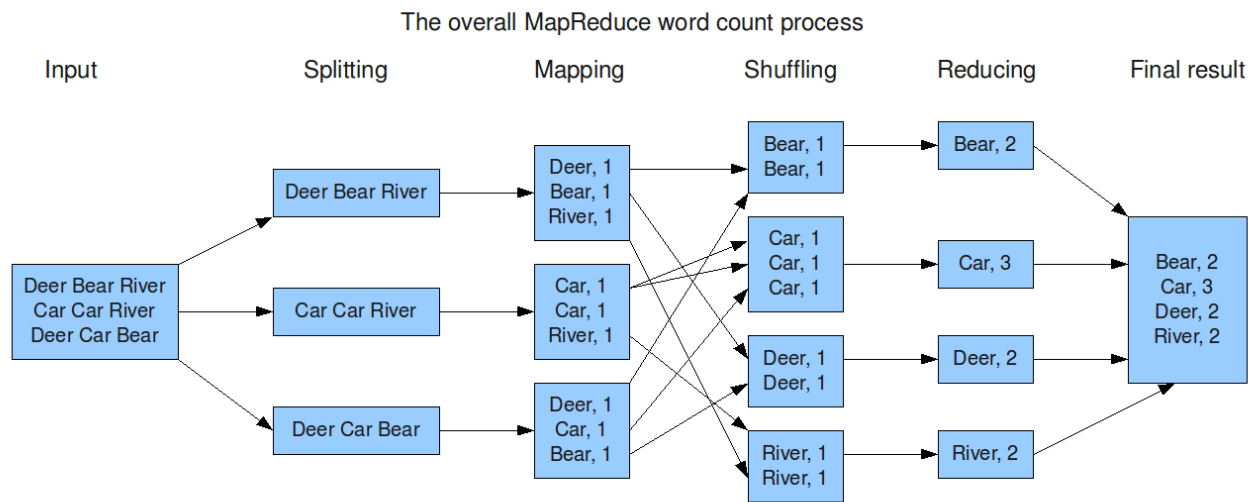 The overall MapReduce word count process
Input
Splitting
Mapping
Shuffling
Reducing
Final result
Deer Bear River
Car Car River
Deer Car Bear
Deer Bear River
Car Car River
Deer Car Bear
Deer, 1
Bear, 1
River, 1
Car, 1
Car, 1
River, 1
Deer, 1
Car, 1
Bear, 1
Bear, 1
Bear, 1
Car, 1
Car, 1
Car, 1
Deer, 1
Deer, 1
River, 1
River, 1
Bear, 2
Car, 3
Deer, 2
River, 2
Bear, 2
Car, 3
Deer, 2
River, 2